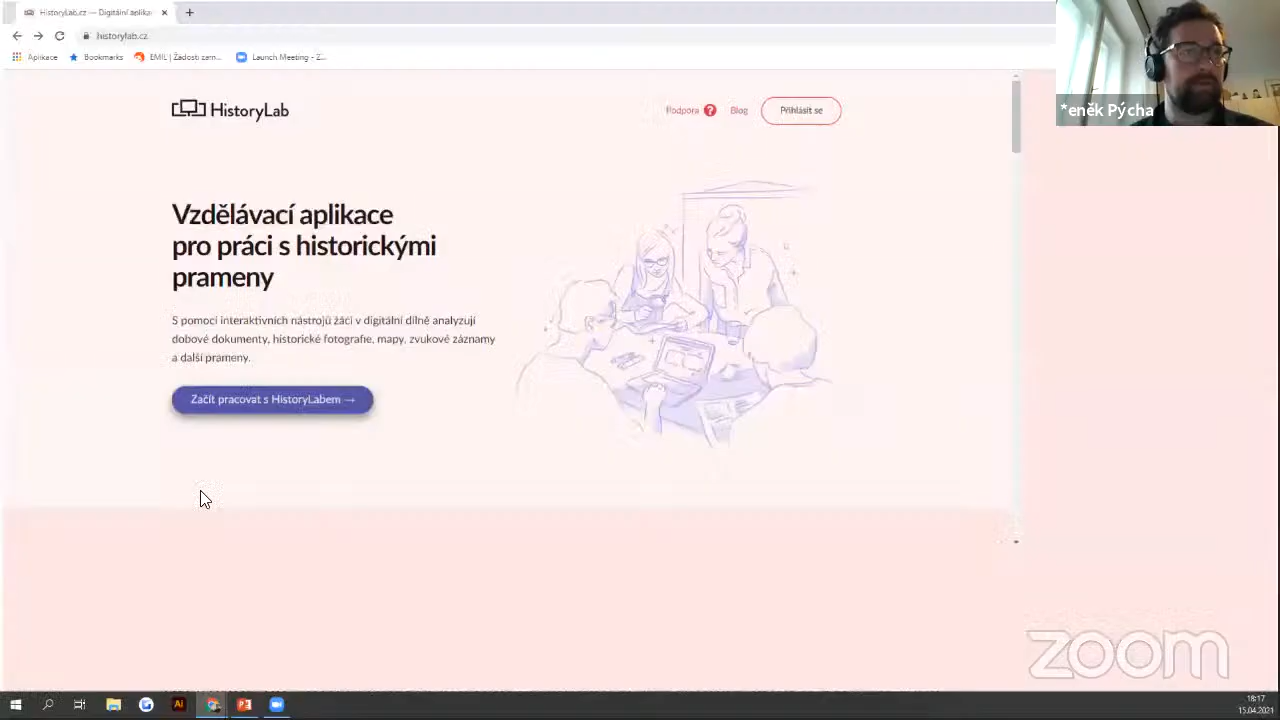 HistoryLab.cz — Digitální aplika
historylab.cz
Aplikace
Bookmarks
EMIL | Žádosti zam...
Launch Meeting - Z...
*eněk Pýcha
HistoryLab
Podpora ?
Blog
Přihlásit se
Vzdělávací aplikace
pro práci s historickými
prameny
S pomocí interaktivních nástrojů žáci v digitální dílně analyzují
dobové dokumenty, historické fotografie, mapy, zvukové záznamy
a další prameny.
Začít pracovat s HistoryLabem →
zoom
Ai
18:17
15.04.2021